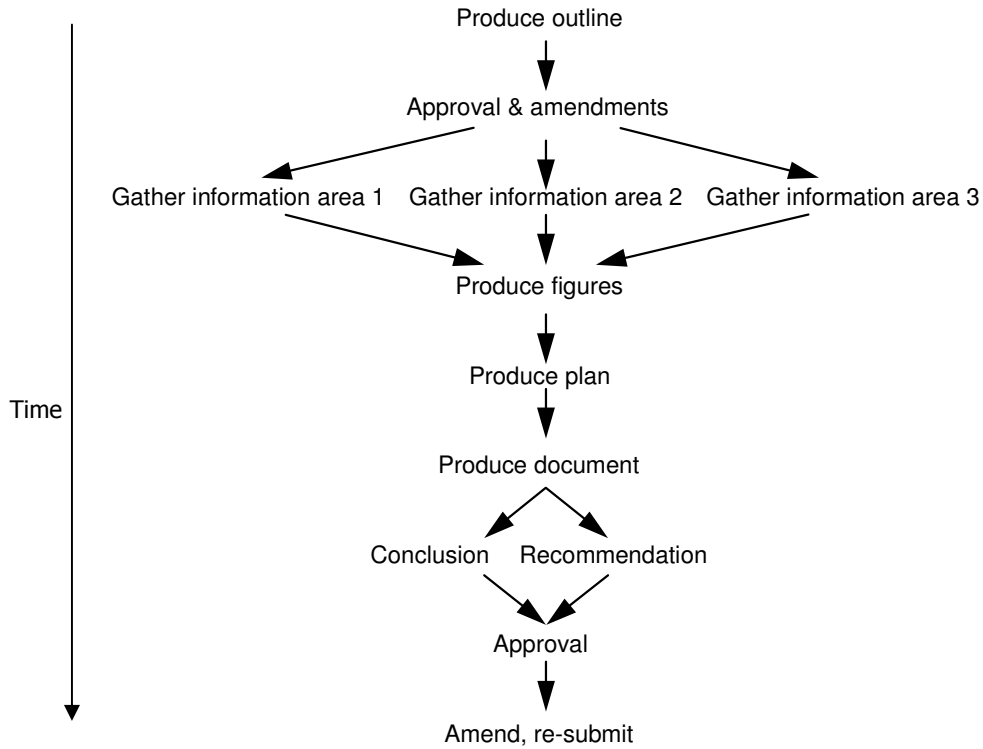 Produce outline
Approval & amendments
Gather information area 1
Gather information area 2
Gather information area 3
Produce figures
Produce plan
Time
Produce document
Conclusion
Recommendation
Approval
Amend, re-submit